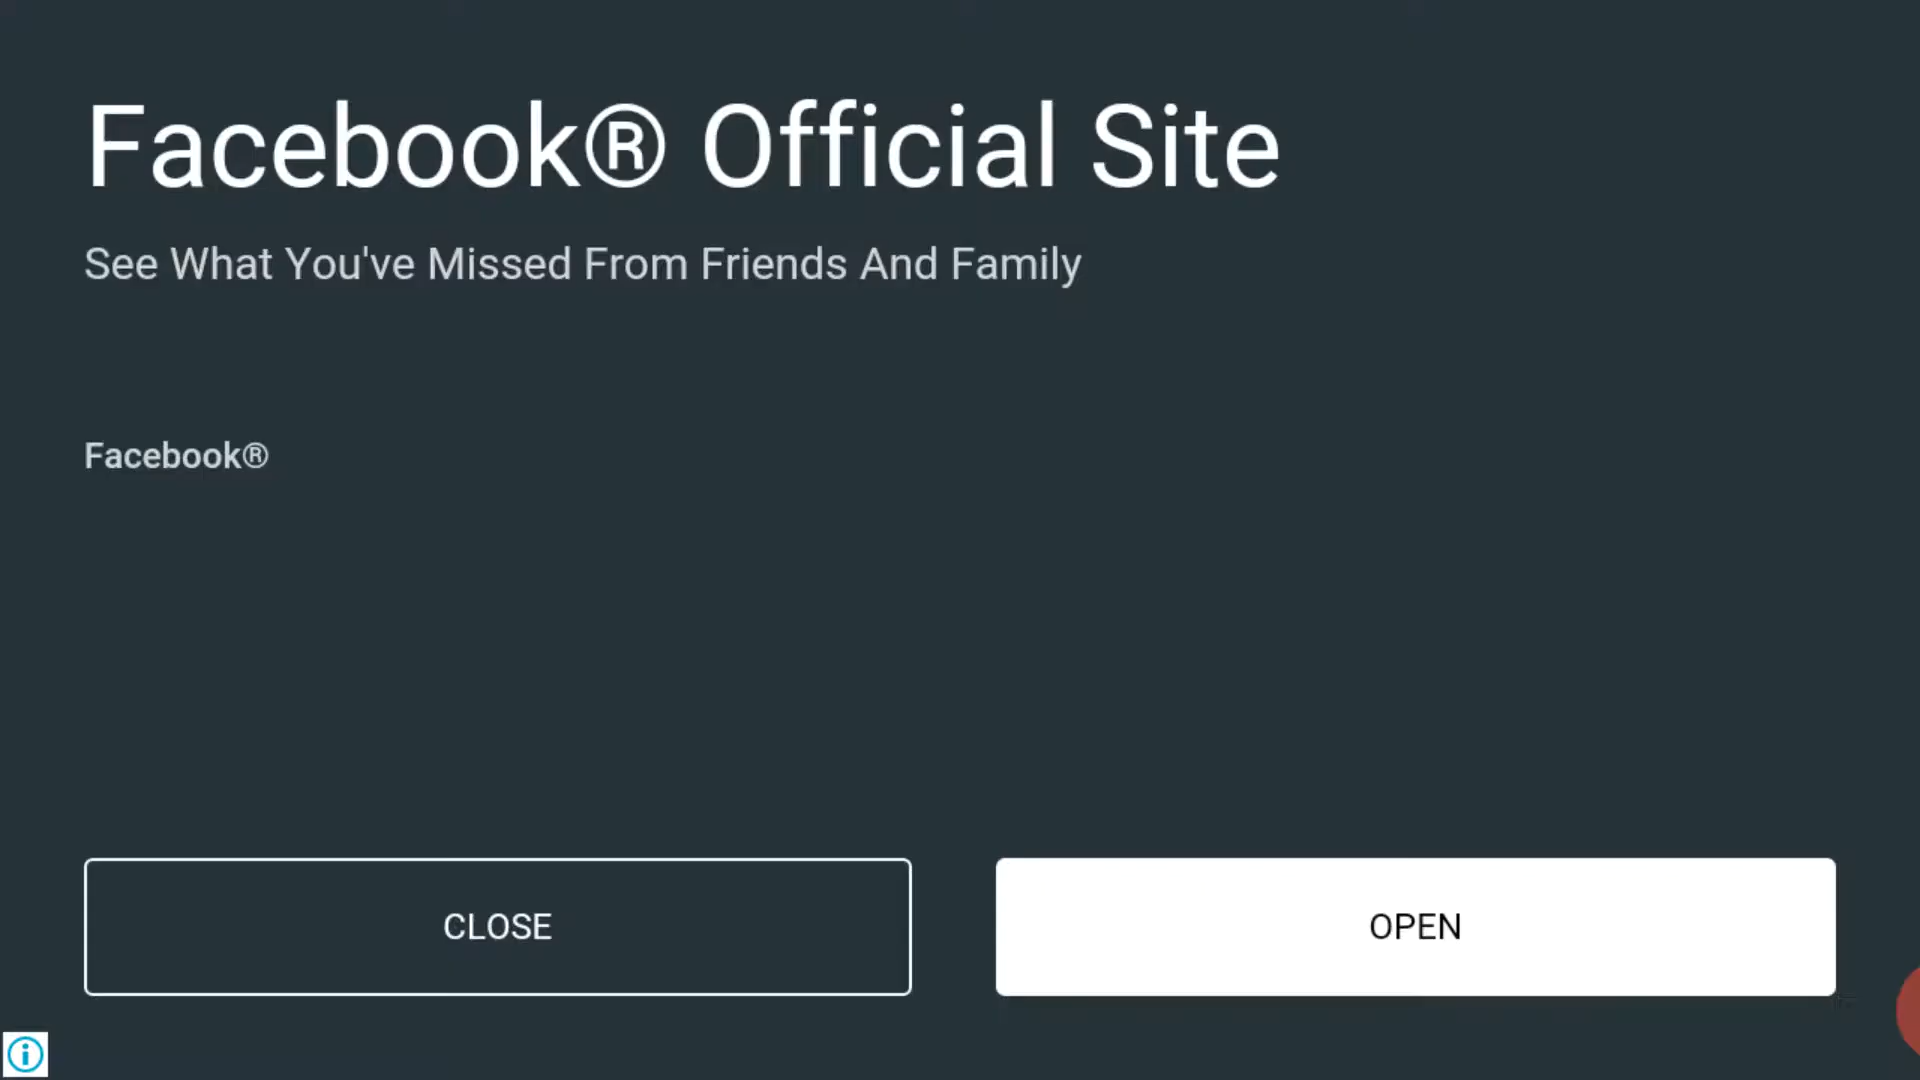 Facebook® Official Site
See What You've Missed From Friends And Family
Facebook®
CLOSE
OPEN